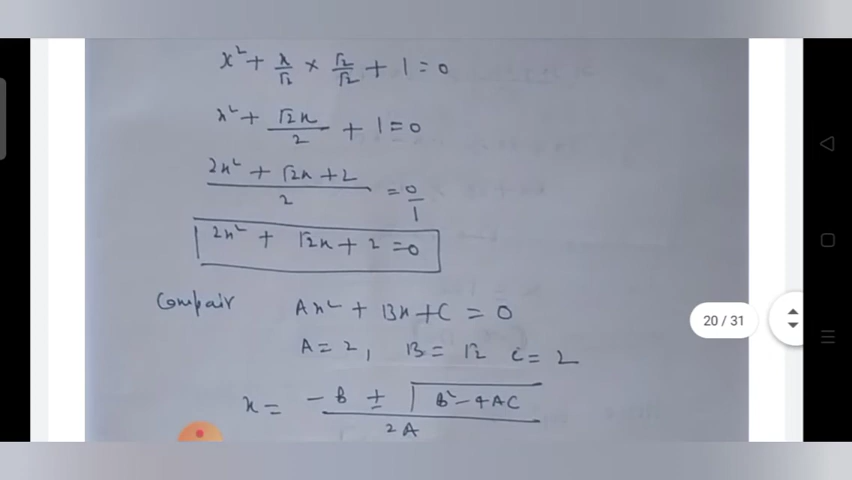 x² + x/√2 × √2/√2 + 1 = 0
x² + √2x/2 + 1 = 0
2x² + √2x + 2/2 = 0/1
2x² + √2x + 2 = 0
Compair Ax² + Bx + C = 0
A = 2, B = √2 C = 2
x = -B ± √B² - 4AC/2A
20 / 31